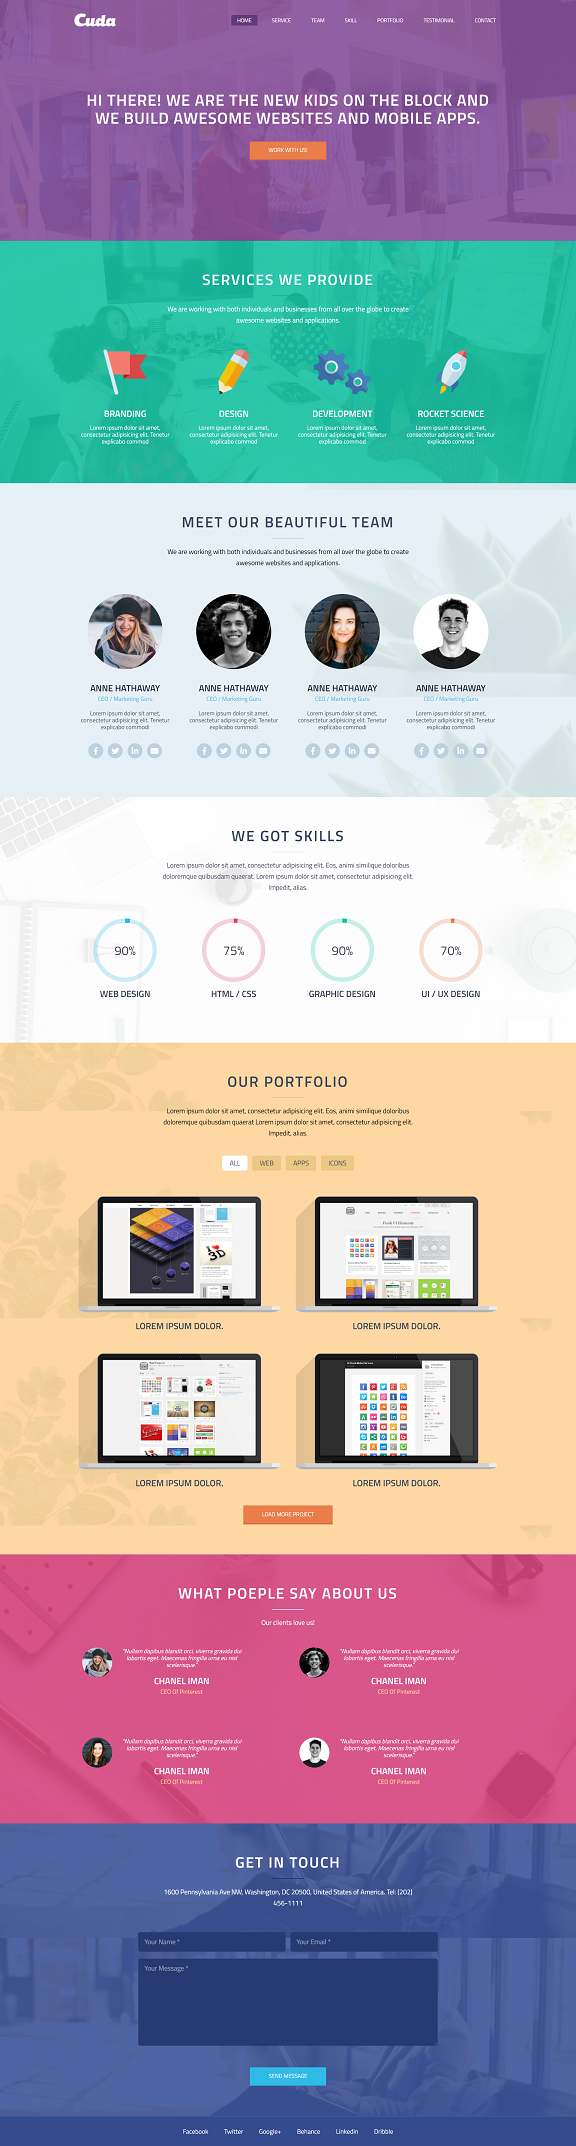 Cuda
HOME SERVICE TEAM SKILL PORTFOLIO TESTIMONIAL CONTACT
HI THERE! WE ARE THE NEW KIDS ON THE BLOCK AND
WE BUILD AWESOME WEBSITES AND MOBILE APPS.
WORK WITH US!
SERVICES WE PROVIDE
We are working with both individuals and businesses from all over the globe to create
awesome websites and applications.
BRANDING DESIGN DEVELOPMENT ROCKET SCIENCE
Lorem ipsum dolor sit amet, Lorem ipsum dolor sit amet, Lorem ipsum dolor sit amet, Lorem ipsum dolor sit amet,
consectetur adipisicing elit. Tenetur consectetur adipisicing elit. Tenetur consectetur adipisicing elit. Tenetur consectetur adipisicing elit. Tenetur
explicabo commod explicabo commod explicabo commod explicabo commod
MEET OUR BEAUTIFUL TEAM
We are working with both individuals and businesses from all over the globe to create
awesome websites and applications.
ANNE HATHAWAY ANNE HATHAWAY ANNE HATHAWAY ANNE HATHAWAY
CEO / Marketing Guru CEO / Marketing Guru CEO / Marketing Guru CEO / Marketing Guru
Lorem ipsum dolor sit amet, Lorem ipsum dolor sit amet, Lorem ipsum dolor sit amet, Lorem ipsum dolor sit amet,
consectetur adipisicing elit. Tenetur consectetur adipisicing elit. Tenetur consectetur adipisicing elit. Tenetur consectetur adipisicing elit. Tenetur
explicabo commodi explicabo commodi explicabo commodi explicabo commodi
WE GOT SKILLS
Lorem ipsum dolor sit amet, consectetur adipisicing elit. Eos, animi similique doloribus
doloremque quibusdam quaerat. Lorem ipsum dolor sit amet, consectetur adipisicing elit.
Impedit, alias.
90% 75% 90% 70%
WEB DESIGN HTML / CSS GRAPHIC DESIGN UI / UX DESIGN
OUR PORTFOLIO
Lorem ipsum dolor sit amet, consectetur adipisicing elit. Eos, animi similique doloribus
doloremque quibusdam quaerat Lorem ipsum dolor sit amet, consectetur adipisicing elit.
Impedit, alias.
ALL WEB APPS ICONS
LOREM IPSUM DOLOR. LOREM IPSUM DOLOR.
LOREM IPSUM DOLOR. LOREM IPSUM DOLOR.
LOAD MORE PROJECT
WHAT POEPLE SAY ABOUT US
Our clients love us!
"Nullam dapibus blandit orci, viverra gravida dui "Nullam dapibus blandit orci, viverra gravida dui
lobortis eget. Maecenas fringilla urna eu nisl lobortis eget. Maecenas fringilla urna eu nisl
scelerisque." scelerisque."
CHANEL IMAN CHANEL IMAN
CEO Of Pinterest CEO Of Pinterest
"Nullam dapibus blandit orci, viverra gravida dui "Nullam dapibus blandit orci, viverra gravida dui
lobortis eget. Maecenas fringilla urna eu nisl lobortis eget. Maecenas fringilla urna eu nisl
scelerisque." scelerisque."
CHANEL IMAN CHANEL IMAN
CEO Of Pinterest CEO Of Pinterest
GET IN TOUCH
1600 Pennsylvania Ave NW, Washington, DC 20500, United States of America. Tel: (202)
456-1111
Your Name * Your Email *
Your Message *
SEND MESSAGE
Facebook Twitter Google+ Behance Linkedin Dribble